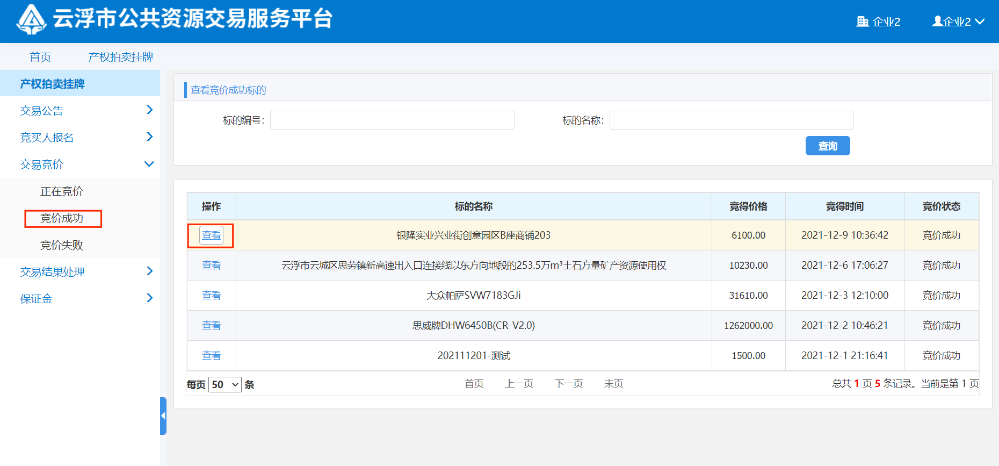 云浮市公共资源交易服务平台
企业2
企业2
首页 产权拍卖挂牌
产权拍卖挂牌
交易公告
竞买人报名
交易竞价
正在竞价
竞价成功
竞价失败
交易结果处理
保证金
查看竞价成功标的
标的编号: 标的名称:
查询
操作 标的名称 竞得价格 竞得时间 竞价状态
查看 银隆实业兴业街创意园区B座商铺203 6100.00 2021-12-9 10:36:42 竞价成功
查看 云浮市云城区思劳镇新高速出入口连接线以东方向地段的253.5万m³土石方量矿产资源使用权 10230.00 2021-12-6 17:06:27 竞价成功
查看 大众帕萨SVW7183GJi 31610.00 2021-12-3 12:10:00 竞价成功
查看 思威牌DHW6450B(CR-V2.0) 1262000.00 2021-12-2 10:46:21 竞价成功
查看 202111201-测试 1500.00 2021-12-1 21:16:41 竞价成功
每页 50 条 首页 上一页 下一页 末页 总共 1 页 5 条记录。当前是第 1 页